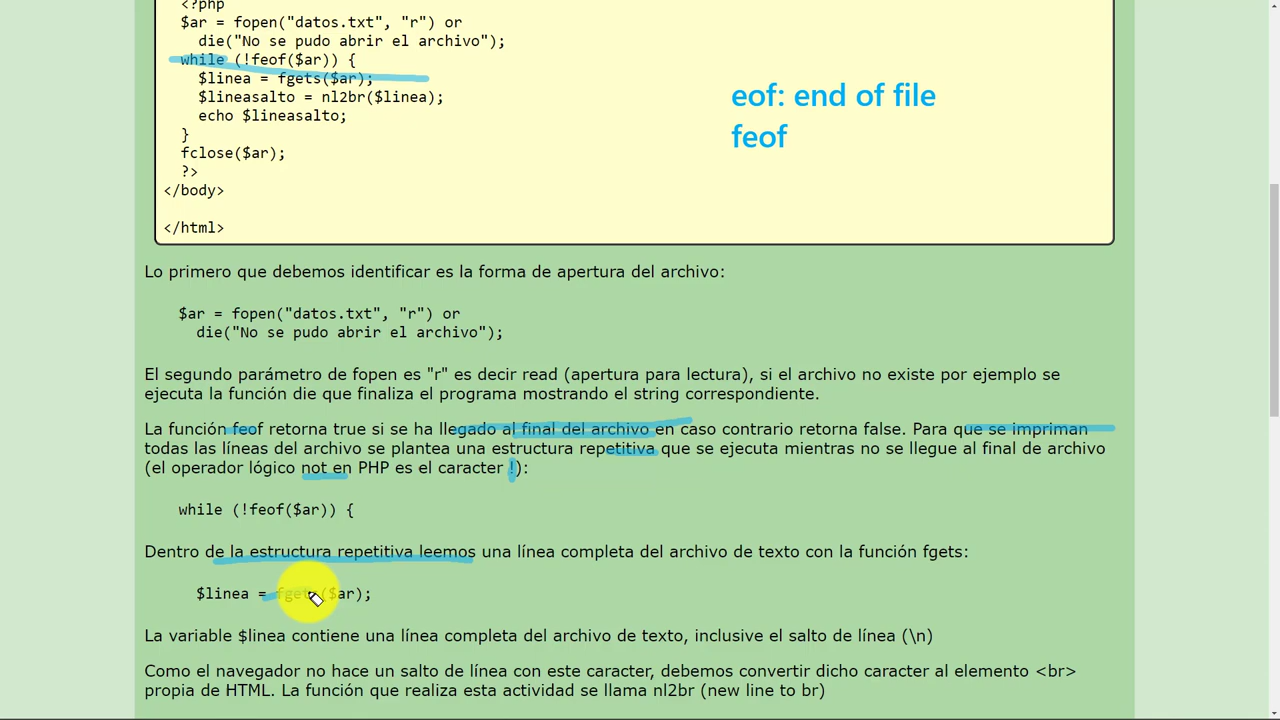 <?php
$ar = fopen("datos.txt", "r") or
die("No se pudo abrir el archivo");
while (!feof($ar)) {
$linea = fgets($ar);
$lineasalto = nl2br($linea);
echo $lineasalto;
}
fclose($ar);
?>
</body>
</html>
eof: end of file
feof
Lo primero que debemos identificar es la forma de apertura del archivo:
$ar = fopen("datos.txt", "r") or
die("No se pudo abrir el archivo");
El segundo parámetro de fopen es "r" es decir read (apertura para lectura), si el archivo no existe por ejemplo se
ejecuta la función die que finaliza el programa mostrando el string correspondiente.
La función feof retorna true si se ha llegado al final del archivo en caso contrario retorna false. Para que se impriman
todas las líneas del archivo se plantea una estructura repetitiva que se ejecuta mientras no se llegue al final de archivo
(el operador lógico not en PHP es el caracter !):
while (!feof($ar)) {
Dentro de la estructura repetitiva leemos una línea completa del archivo de texto con la función fgets:
$linea = fgets($ar);
La variable $linea contiene una línea completa del archivo de texto, inclusive el salto de línea (\n)
Como el navegador no hace un salto de línea con este caracter, debemos convertir dicho caracter al elemento <br>
propia de HTML. La función que realiza esta actividad se llama nl2br (new line to br)